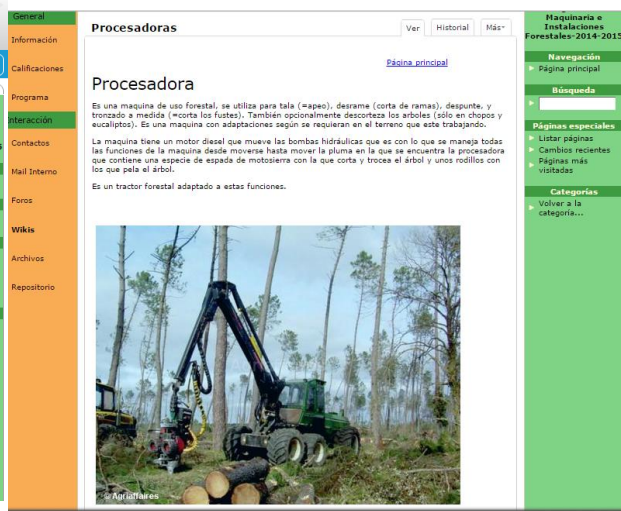 General
Información
Calificaciones
Programa
Interacción
Contactos
Mail Interno
Foros
Wikis
Archivos
Repositorio
Procesadoras
Ver
Historial
Más
Página principal
Procesadora
Es una maquina de uso forestal, se utiliza para tala (=apeo), desrame (corta de ramas), despunte, y
tronzado a medida (=corta los fustes). También opcionalmente descorteza los arboles (sólo en chopos y
eucaliptos). Es una maquina con adaptaciones según se requieran en el terreno que este trabajando.
La maquina tiene un motor diesel que mueve las bombas hidráulicas que es con lo que se maneja todas
las funciones de la maquina desde moverse hasta mover la pluma en la que se encuentra la procesadora
que contiene una especie de espada de motosierra con la que corta y trocea el árbol y unos rodillos con
los que pela el árbol.
Es un tractor forestal adaptado a estas funciones.
© Agriaffaires
Maquinaria e
Instalaciones
Forestales-2014-2015
Navegación
Página principal
Búsqueda
Páginas especiales
Listar páginas
Cambios recientes
Páginas más
visitadas
Categorías
Volver a la
categoría...